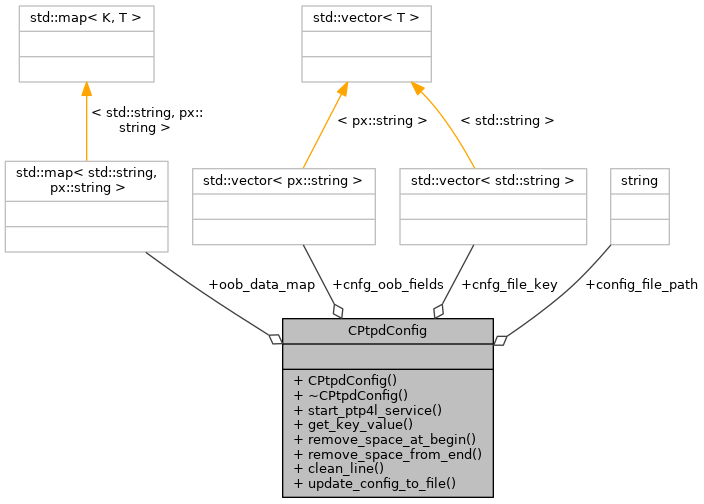 std::map< K, T >
std::vector< T >
< std::string, px::
string >
< px::string >
< std::string >
std::map< std::string,
px::string >
std::vector< px::string >
std::vector< std::string >
string
+oob_data_map
+cnfg_oob_fields
+cnfg_file_key
+config_file_path
CPtpdConfig
+ CPtpdConfig()
+ ~CPtpdConfig()
+ start_ptp4l_service()
+ get_key_value()
+ remove_space_at_begin()
+ remove_space_from_end()
+ clean_line()
+ update_config_to_file()